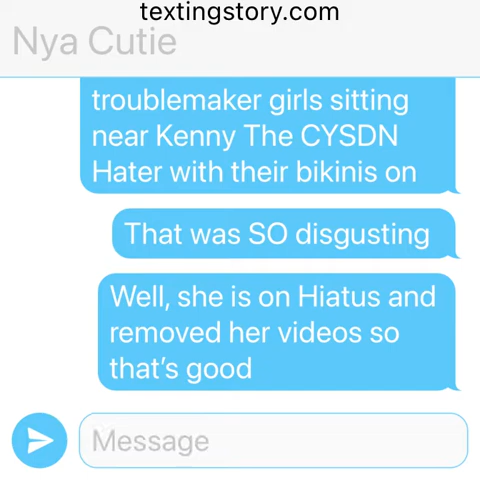 textingstory.com
Nya Cutie
troublemaker girls sitting
near Kenny The CYSDN
Hater with their bikinis on
That was SO disgusting
Well, she is on Hiatus and
removed her videos so
that’s good
Message